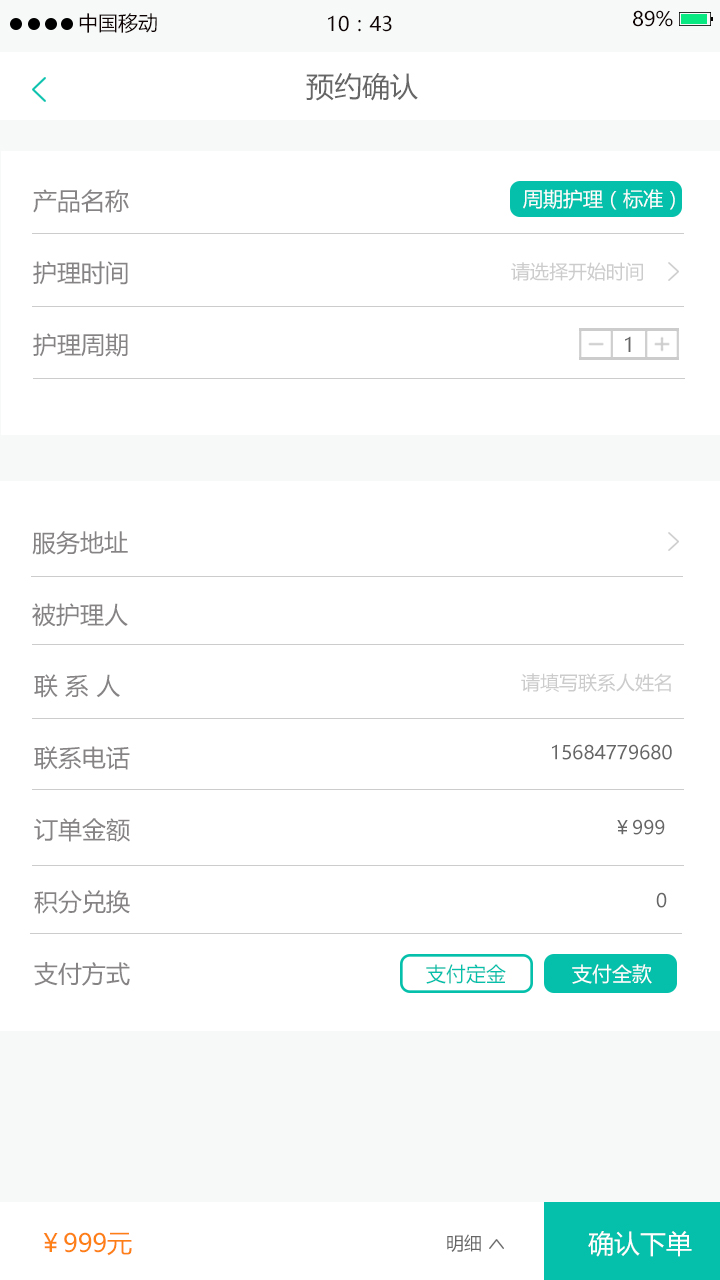 中国移动 10：43 89%
预约确认
产品名称 周期护理（标准）
护理时间 请选择开始时间
护理周期 1
服务地址
被护理人
联 系 人 请填写联系人姓名
联系电话 15684779680
订单金额 ¥999
积分兑换 0
支付方式 支付定金 支付全款
¥999元 明细 确认下单